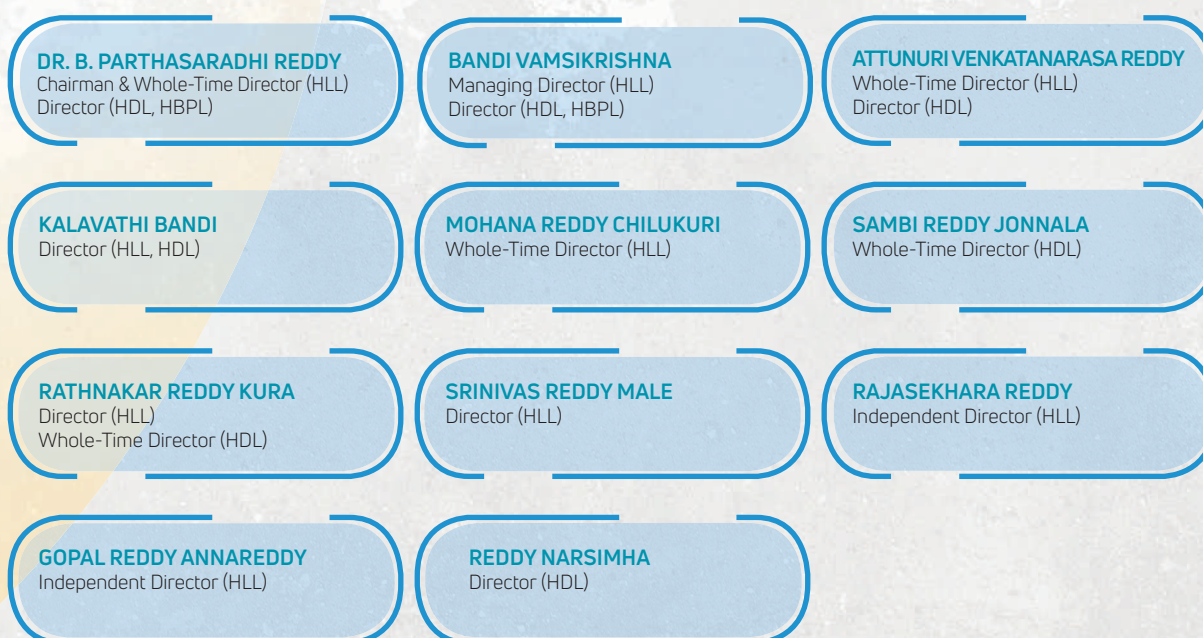 DR. B. PARTHASARADHI REDDY
Chairman & Whole-Time Director (HLL)
Director (HDL, HBPL)
BANDI VAMSIKRISHNA
Managing Director (HLL)
Director (HDL, HBPL)
ATTUNURI VENKATANARASA REDDY
Whole-Time Director (HLL)
Director (HDL)
KALAVATHI BANDI
Director (HLL, HDL)
MOHANA REDDY CHILUKURI
Whole-Time Director (HLL)
SAMBI REDDY JONNALA
Whole-Time Director (HDL)
RATHNAKAR REDDY KURA
Director (HLL)
Whole-Time Director (HDL)
SRINIVAS REDDY MALE
Director (HLL)
RAJASEKHARA REDDY
Independent Director (HLL)
GOPAL REDDY ANNAREDDY
Independent Director (HLL)
REDDY NARSIMHA
Director (HDL)